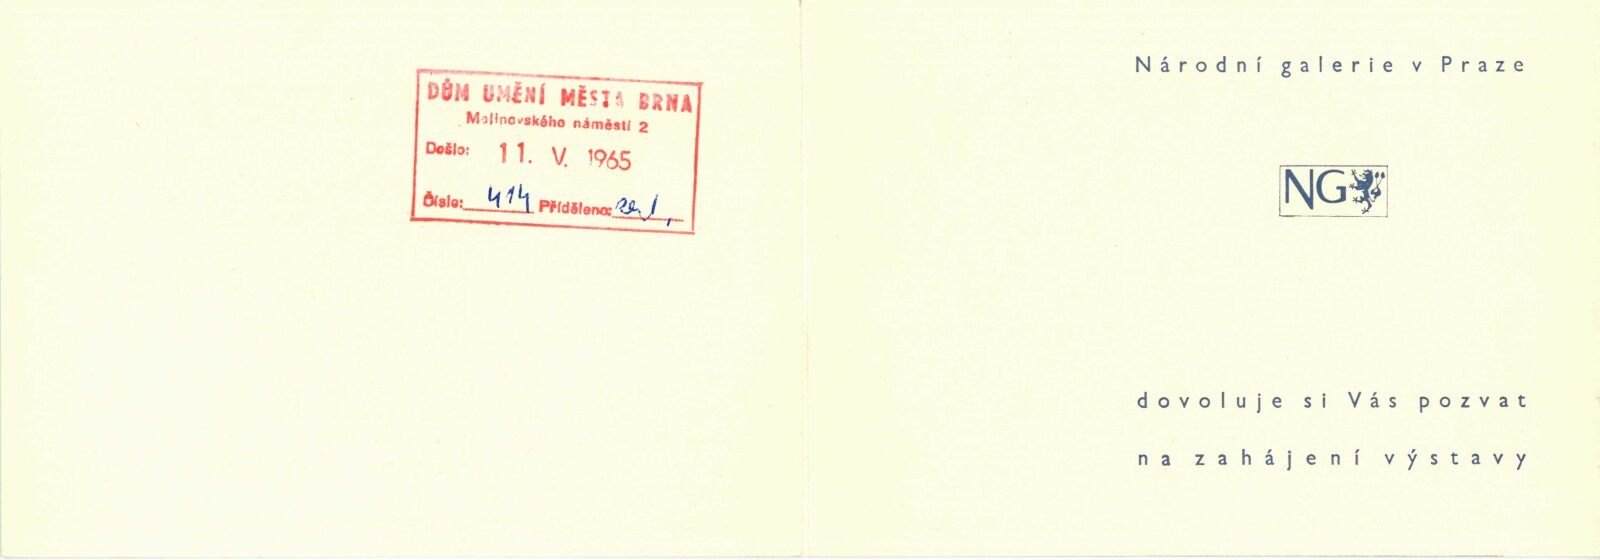 DŮM UMĚNÍ MĚSTA BRNA
Malinovského náměstí 2
Došlo: 11. V. 1965
Číslo: 414 Přiděleno:
Národní galerie v Praze
NG
dovoluje si Vás pozvat
na zahájení výstavy